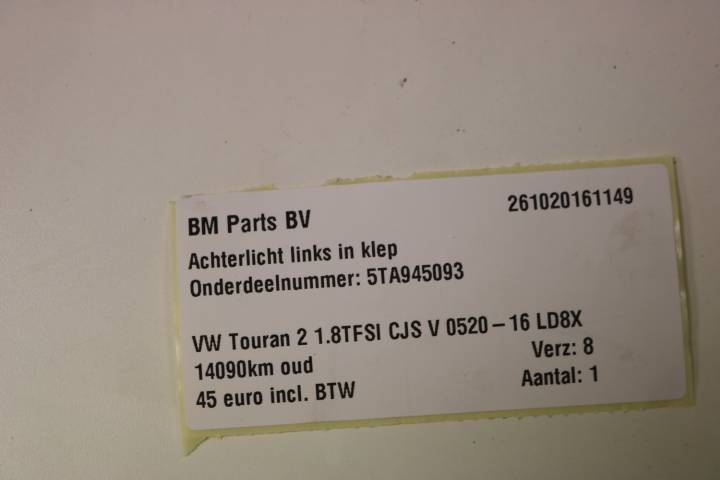 BM Parts BV 261020161149
Achterlicht links in klep
Onderdeelnummer: 5TA945093
VW Touran 2 1.8TFSI CJS V 0520-16 LD8X
14090km oud Verz: 8
45 euro incl. BTW Aantal: 1